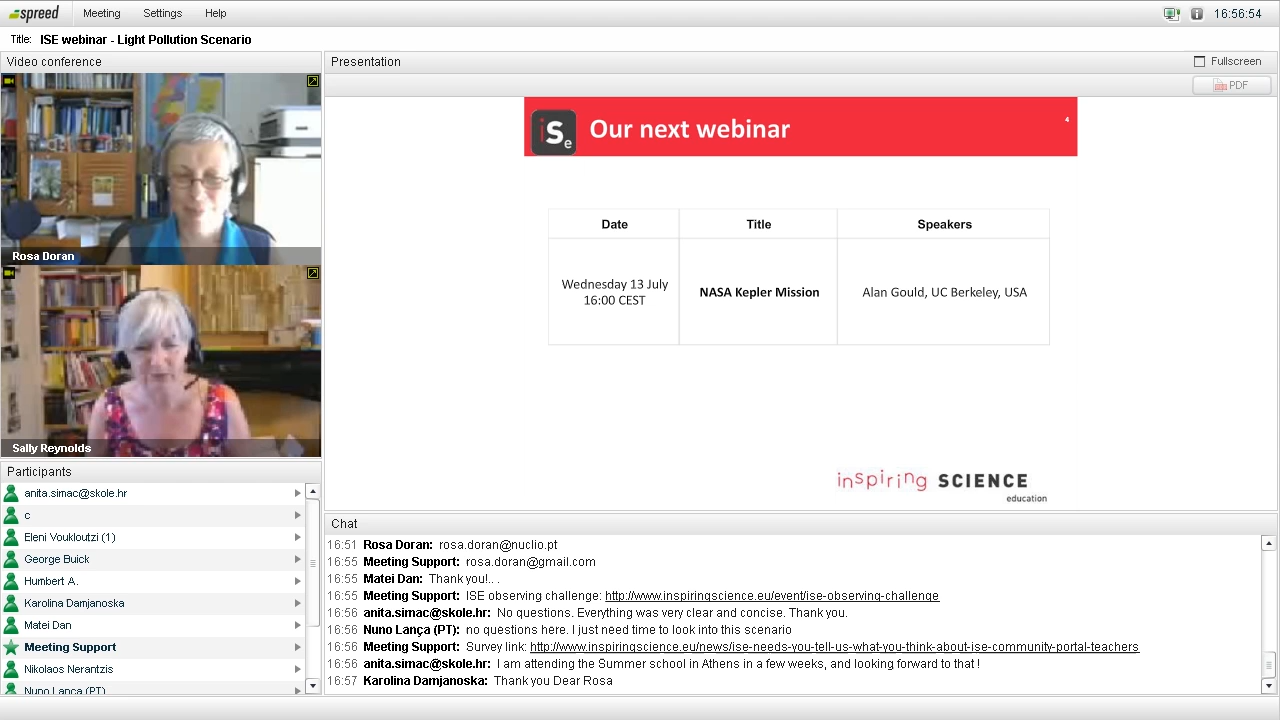 spreed Meeting Settings Help 16:56:54
Title: ISE webinar - Light Pollution Scenario
Video conference
Rosa Doran
Sally Reynolds
Participants
anita.simac@skole.hr
c
Eleni Voukloutzi (1)
George Buick
Humbert A.
Karolina Damjanoska
Matei Dan
Meeting Support
Nikolaos Nerantzis
Nuno Lança (PT)
Presentation Fullscreen
PDF
iSe Our next webinar 4
Date Title Speakers
Wednesday 13 July
16:00 CEST
NASA Kepler Mission
Alan Gould, UC Berkeley, USA
inspiring SCIENCE
education
Chat
16:51 Rosa Doran: rosa.doran@nuclio.pt
16:55 Meeting Support: rosa.doran@gmail.com
16:55 Matei Dan: Thank you!.. .
16:55 Meeting Support: ISE observing challenge: http://www.inspiringscience.eu/event/ise-observing-challenge
16:56 anita.simac@skole.hr: No questions. Everything was very clear and concise. Thank you.
16:56 Nuno Lança (PT): no questions here. I just need time to look into this scenario
16:56 Meeting Support: Survey link: http://www.inspiringscience.eu/news/ise-needs-you-tell-us-what-you-think-about-ise-community-portal-teachers
16:56 anita.simac@skole.hr: I am attending the Summer school in Athens in a few weeks, and looking forward to that !
16:57 Karolina Damjanoska: Thank you Dear Rosa